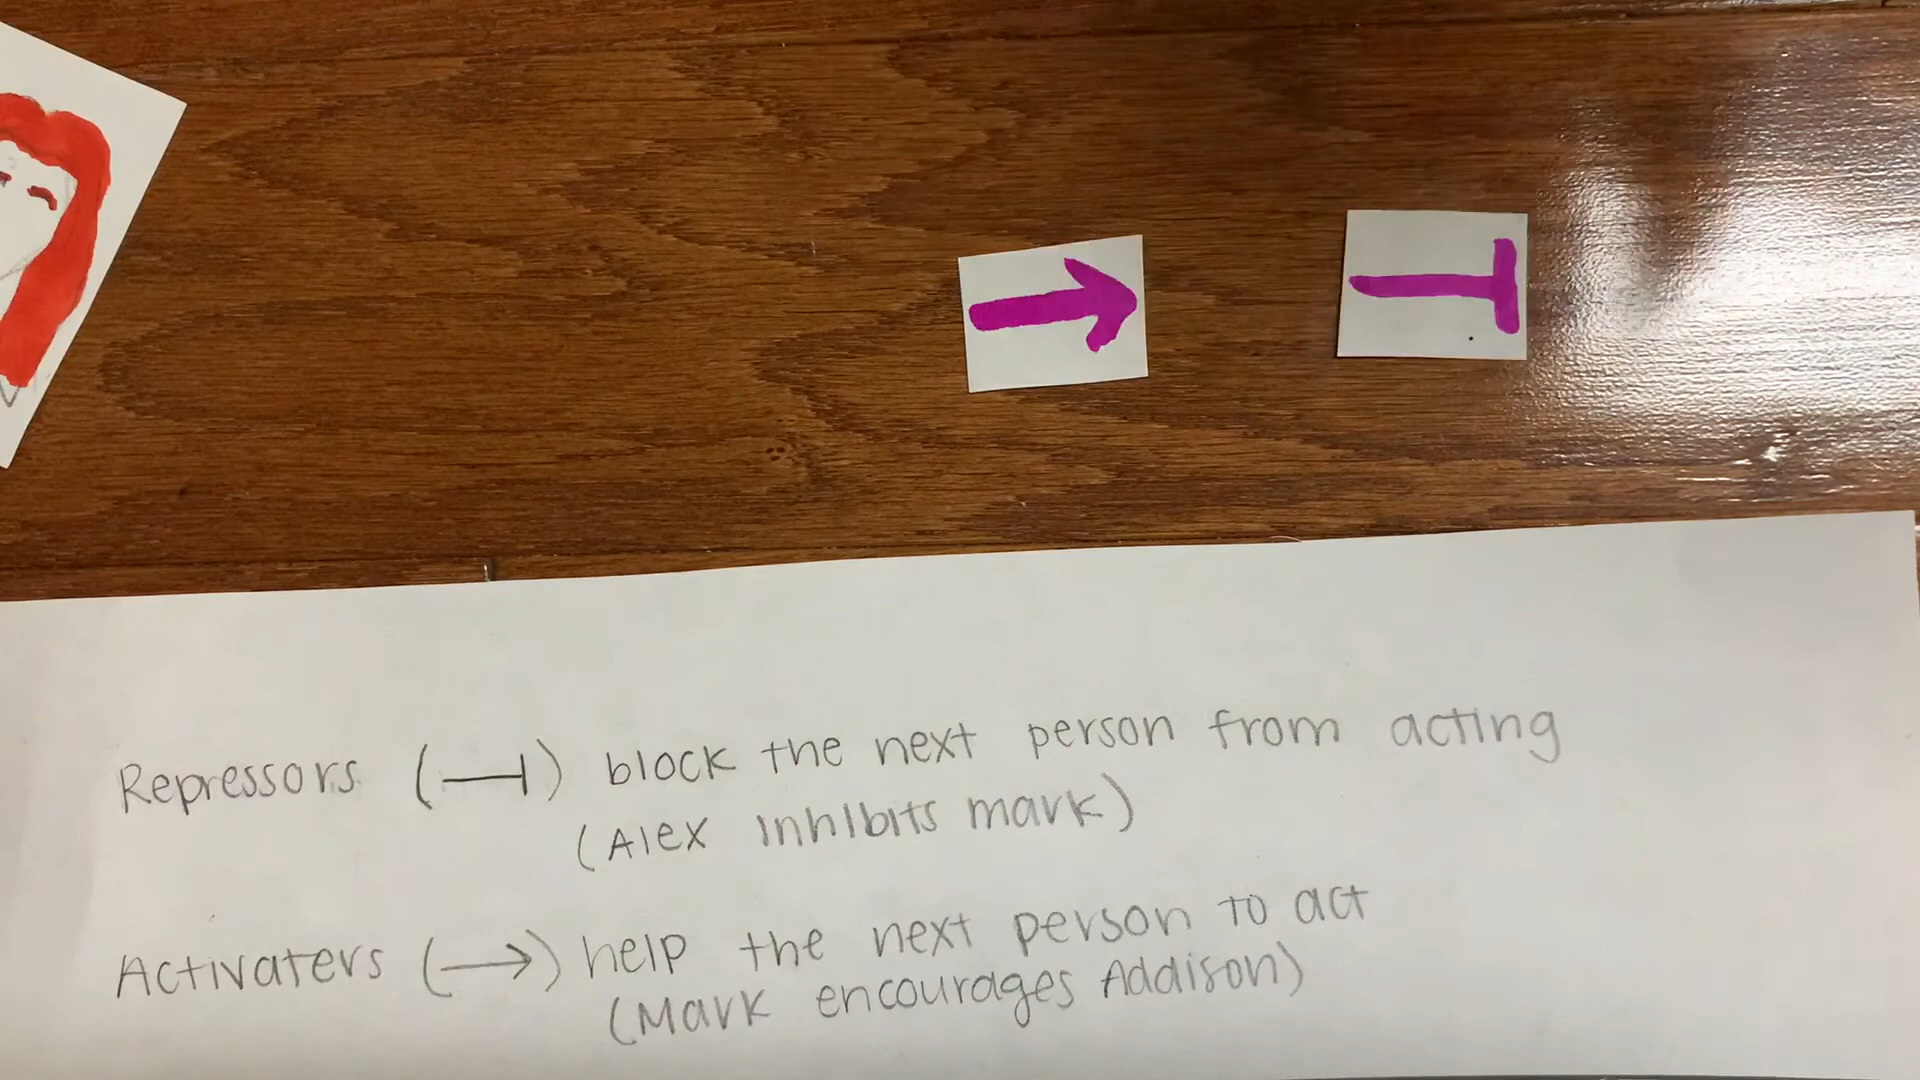 Repressors (⊣) block the next person from acting
(Alex inhibits mark)
Activaters (→) help the next person to act
(Mark encourages Addison)